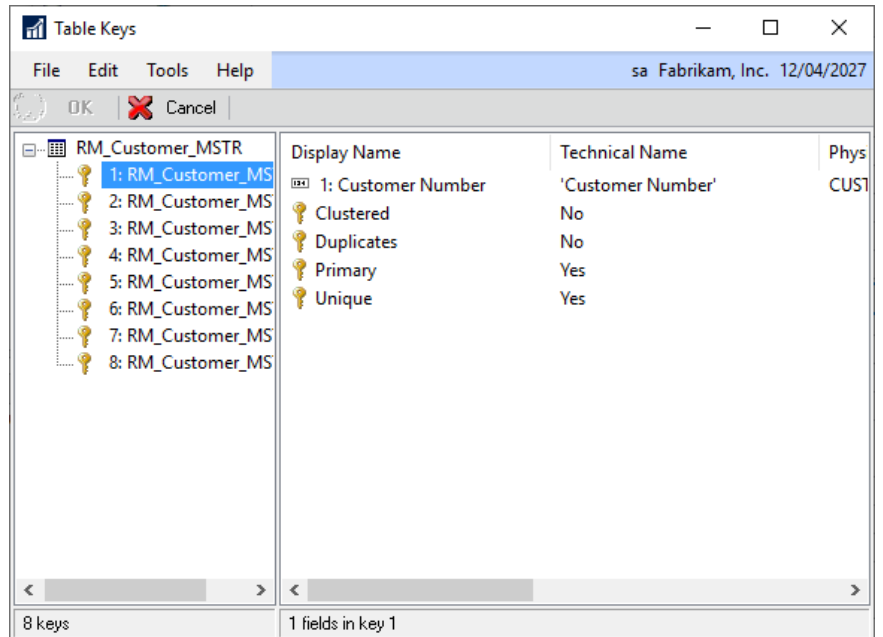 Table Keys
File Edit Tools Help sa Fabrikam, Inc. 12/04/2027
OK Cancel
RM_Customer_MSTR
1: RM_Customer_MS
2: RM_Customer_MS
3: RM_Customer_MS
4: RM_Customer_MS
5: RM_Customer_MS
6: RM_Customer_MS
7: RM_Customer_MS
8: RM_Customer_MS
Display Name Technical Name Phys
1: Customer Number 'Customer Number' CUST
Clustered No
Duplicates No
Primary Yes
Unique Yes
8 keys 1 fields in key 1